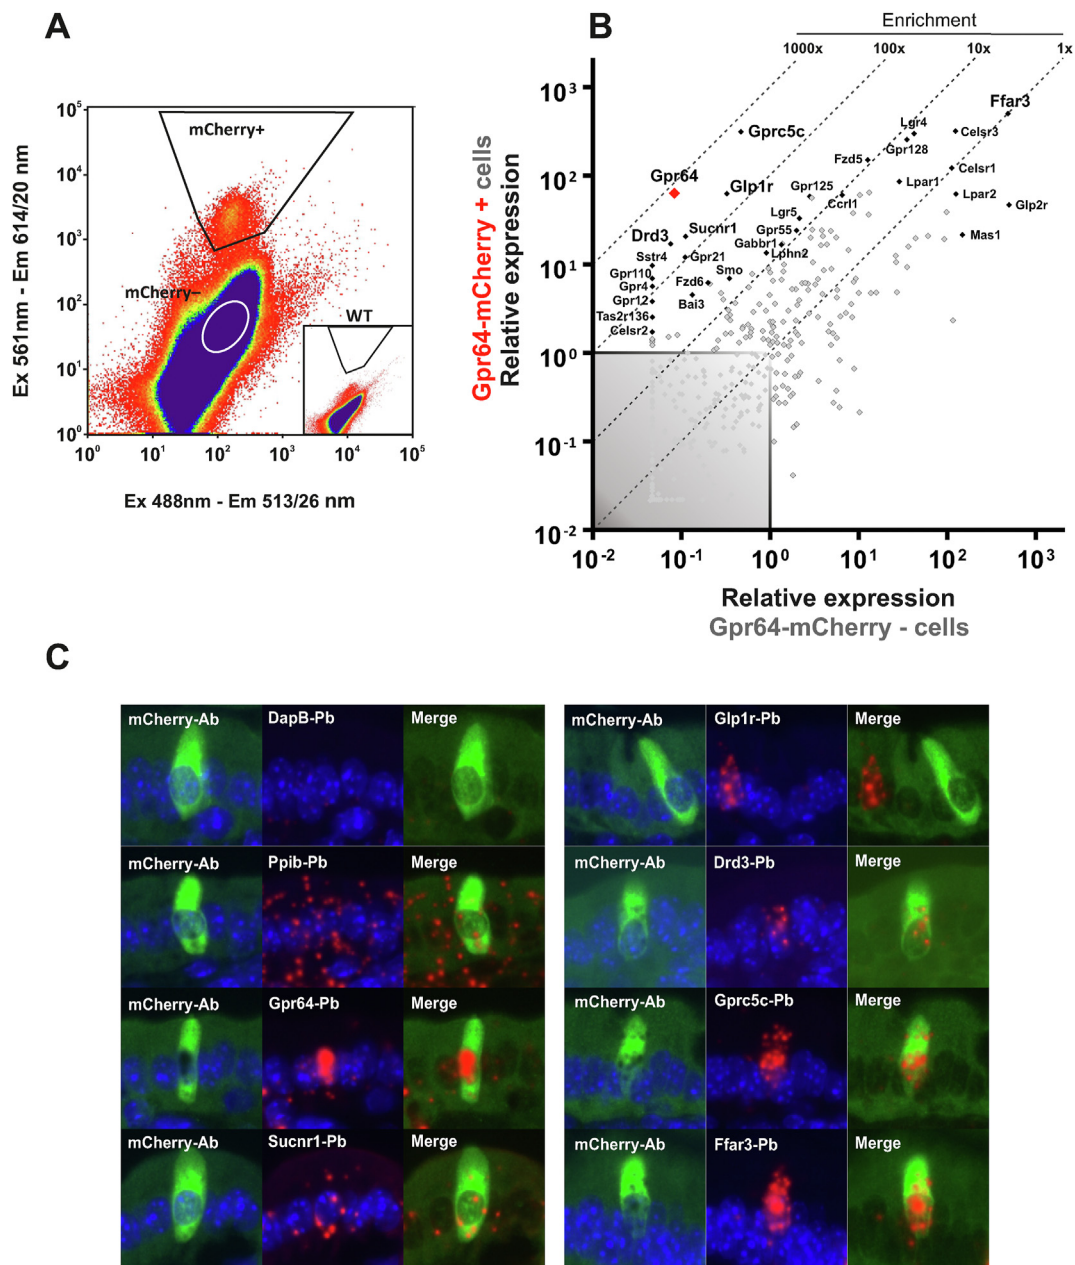 A
10^5
10^4
10^3
10^2
10^1
10^0
10^0
10^1
10^2
10^3
10^4
10^5
mCherry+
mCherry–
WT
Ex 561nm - Em 614/20 nm
Ex 488nm - Em 513/26 nm
B
Enrichment
1000x
100x
10x
1x
10^3
10^2
10^1
10^0
10^-1
10^-2
10^-2
10^-1
10^0
10^1
10^2
10^3
Gpr64-mCherry + cells
Relative expression
Ffar3
Gprc5c
Lgr4
Celsr3
Gpr128
Fzd5
Celsr1
Gpr64
Glp1r
Gpr125
Lpar1
Lpar2
Ccrl1
Glp2r
Lgr5
Sucnr1
Gpr55
Drd3
Mas1
Gabbr1
Lphn2
Sstr4
Gpr21
Gpr110
Smo
Gpr4
Fzd6
Gpr12
Bai3
Tas2r136
Celsr2
Relative expression
Gpr64-mCherry - cells
C
mCherry-Ab
DapB-Pb
Merge
mCherry-Ab
Glp1r-Pb
Merge
mCherry-Ab
Ppib-Pb
Merge
mCherry-Ab
Drd3-Pb
Merge
mCherry-Ab
Gpr64-Pb
Merge
mCherry-Ab
Gprc5c-Pb
Merge
mCherry-Ab
Sucnr1-Pb
Merge
mCherry-Ab
Ffar3-Pb
Merge